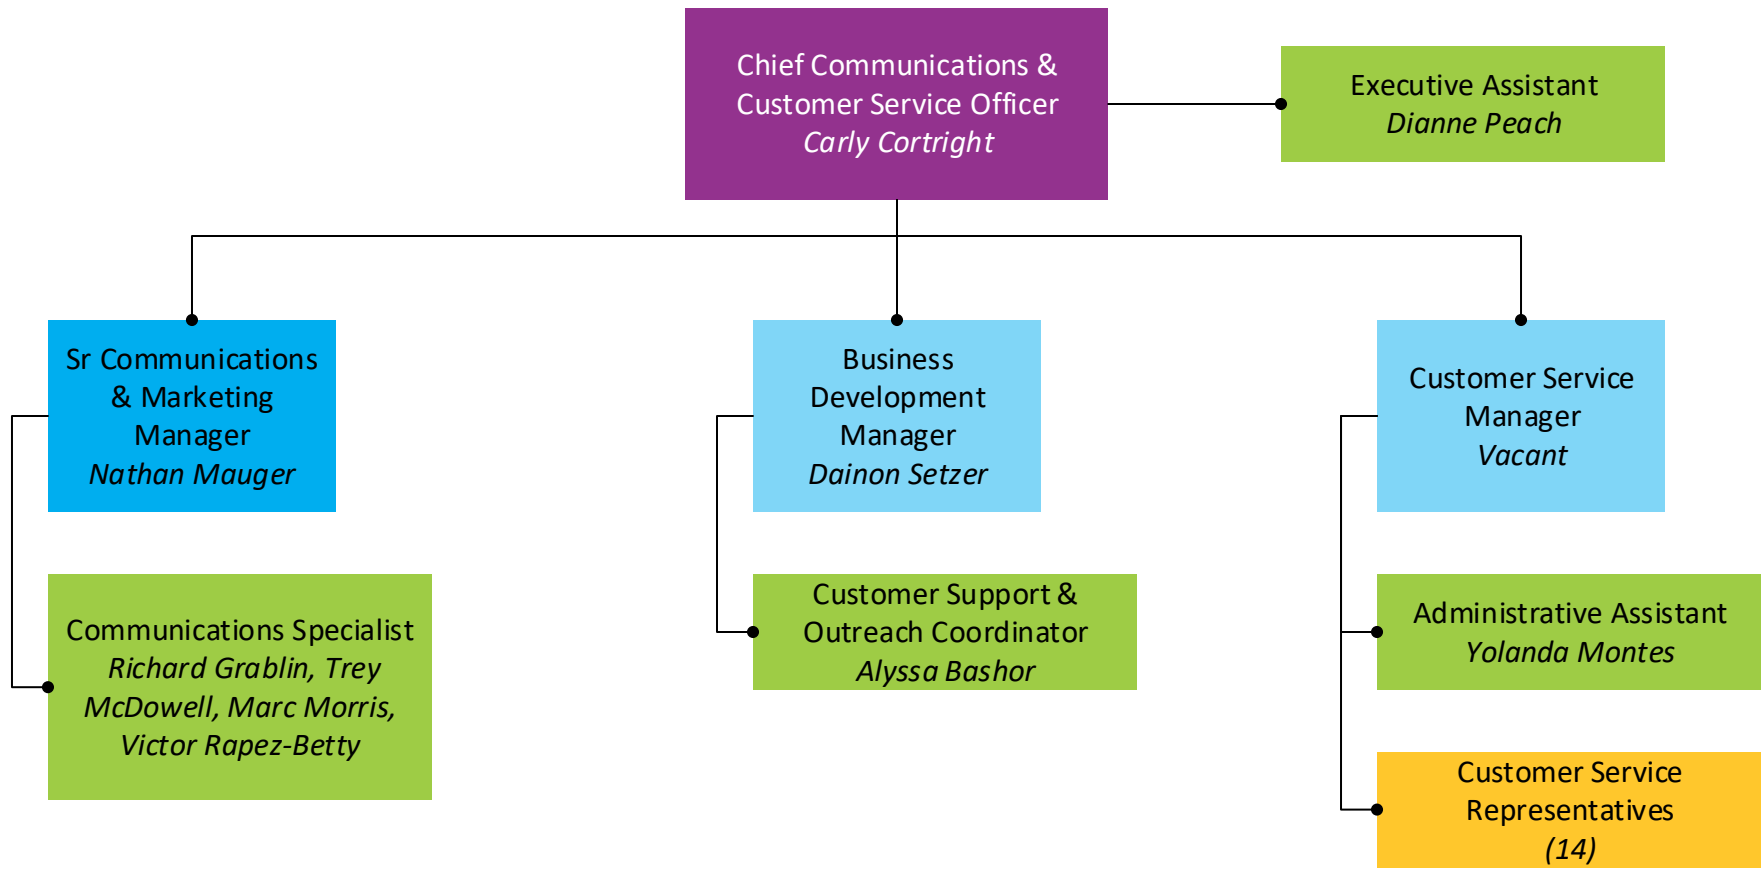 Chief Communications &
Customer Service Officer
Carly Cortright
Executive Assistant
Dianne Peach
Sr Communications
& Marketing
Manager
Nathan Mauger
Business
Development
Manager
Dainon Setzer
Customer Service
Manager
Vacant
Communications Specialist
Richard Grablin, Trey
McDowell, Marc Morris,
Victor Rapez-Betty
Customer Support &
Outreach Coordinator
Alyssa Bashor
Administrative Assistant
Yolanda Montes
Customer Service
Representatives
(14)